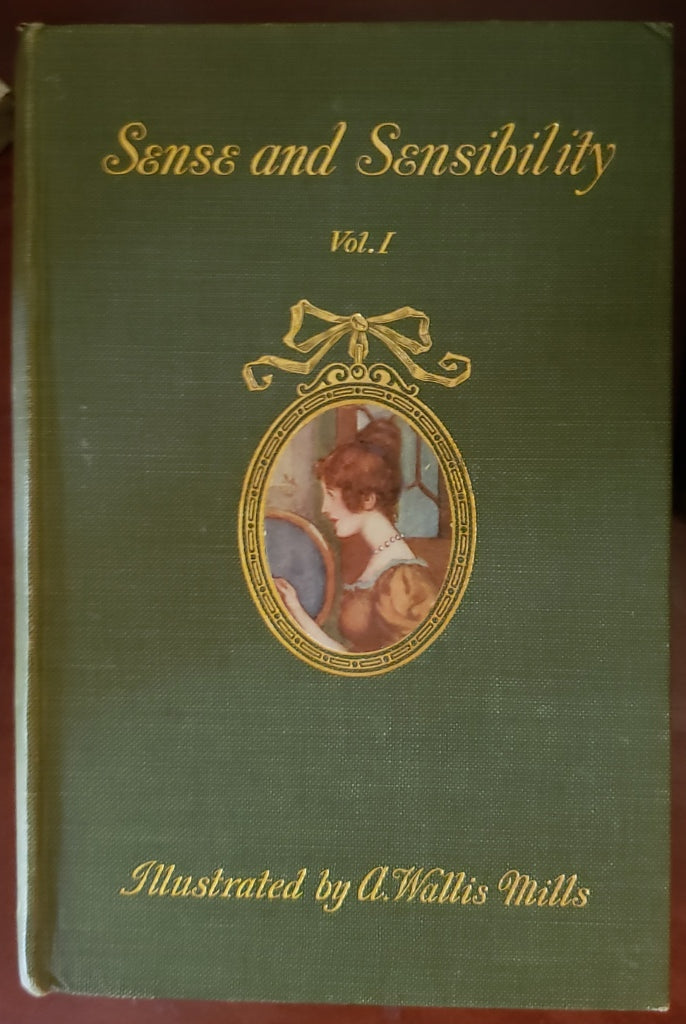 Sense and Sensibility
Vol. I
Illustrated by A. Wallis Mills